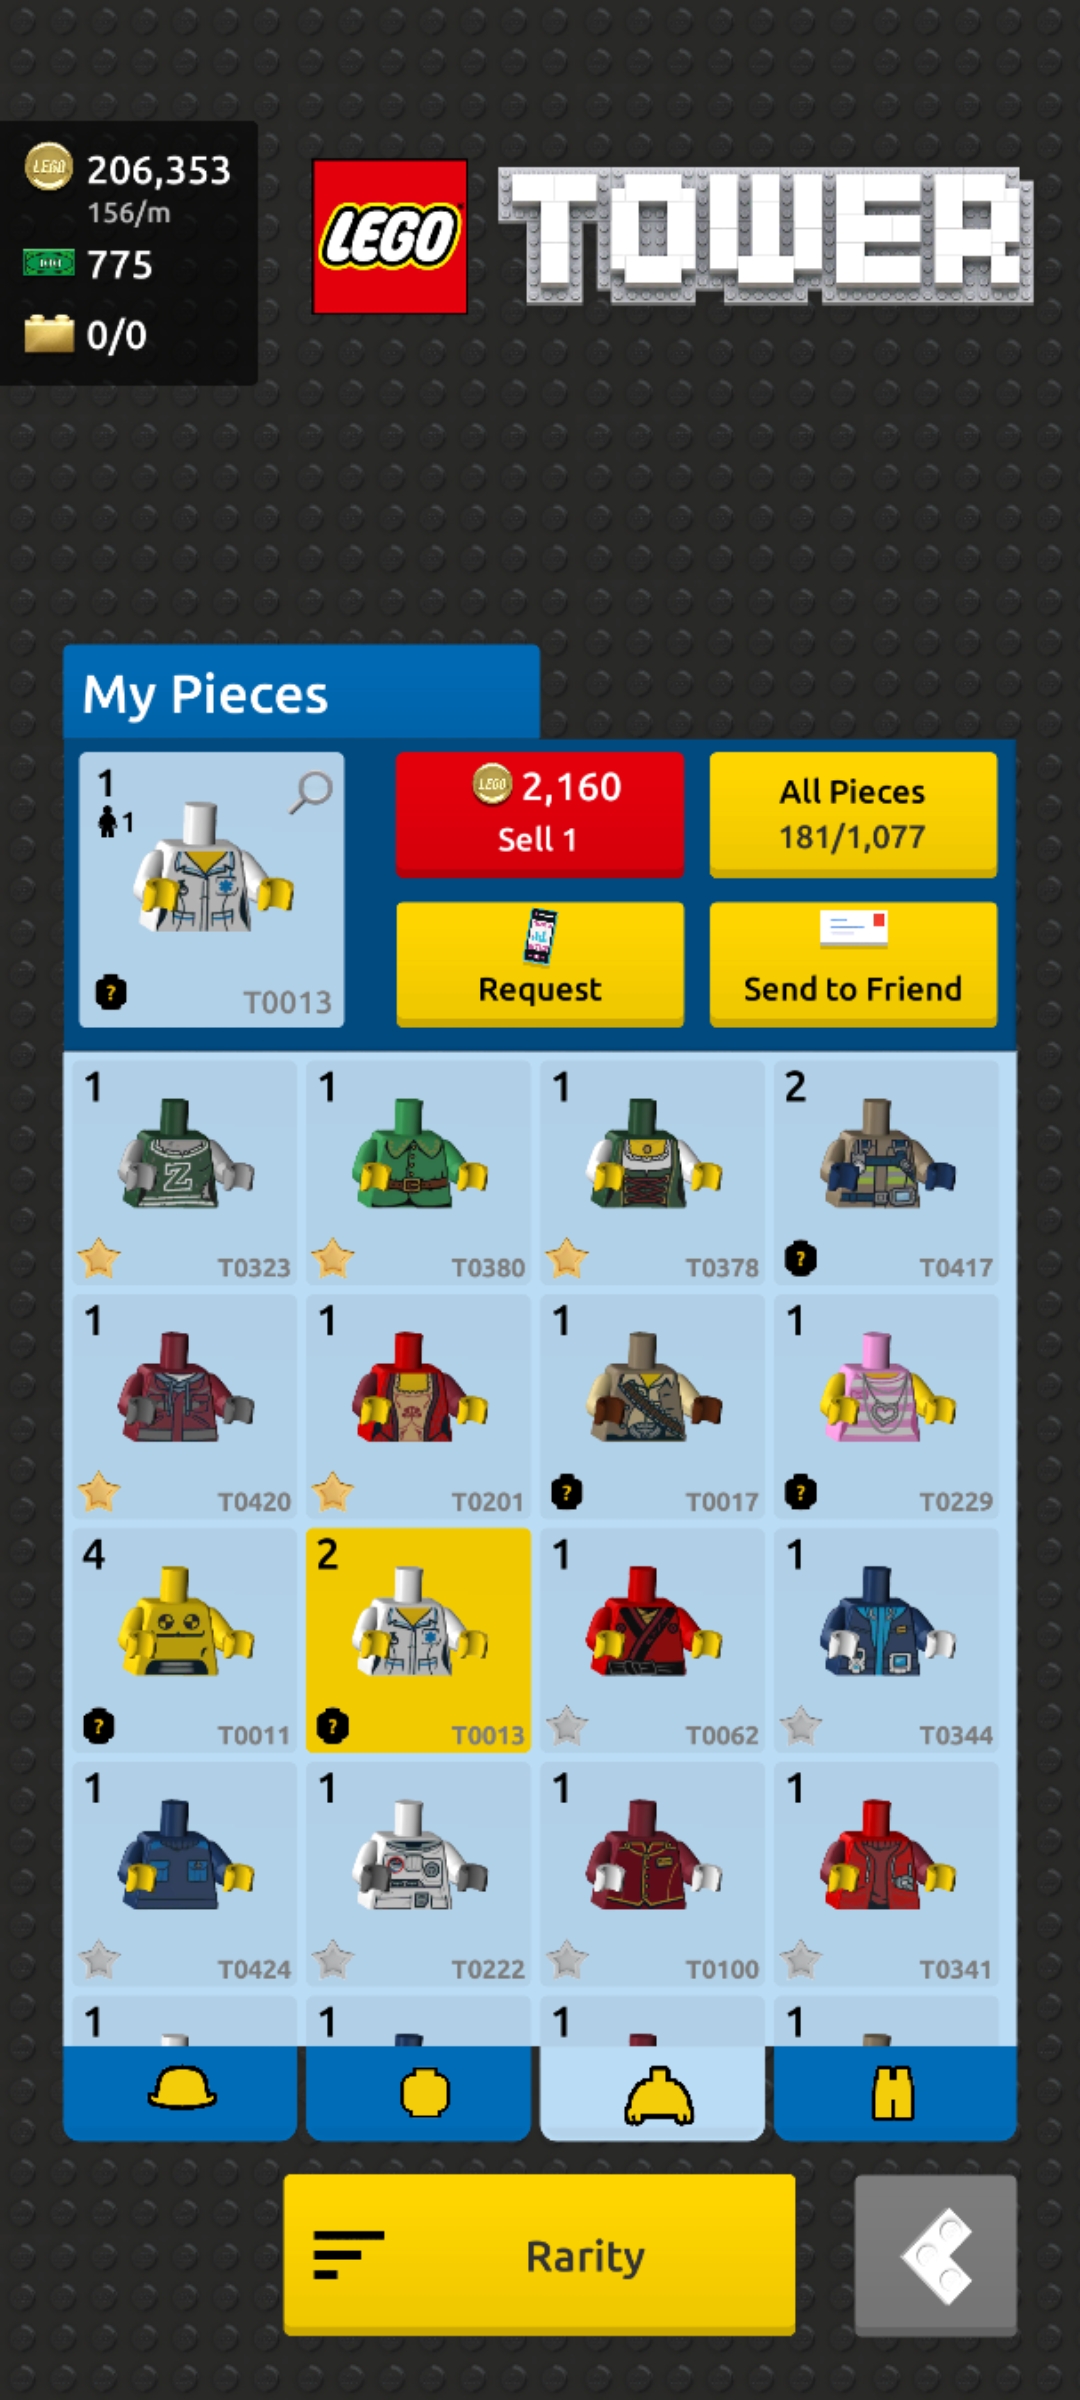 206,353
156/m
775
0/0
LEGO
TOWER
My Pieces
1
1
T0013
2,160
Sell 1
All Pieces
181/1,077
Request
Send to Friend
1
1
1
2
T0323
T0380
T0378
T0417
1
1
1
1
T0420
T0201
T0017
T0229
4
2
1
1
T0011
T0013
T0062
T0344
1
1
1
1
T0424
T0222
T0100
T0341
1
1
1
1
Rarity